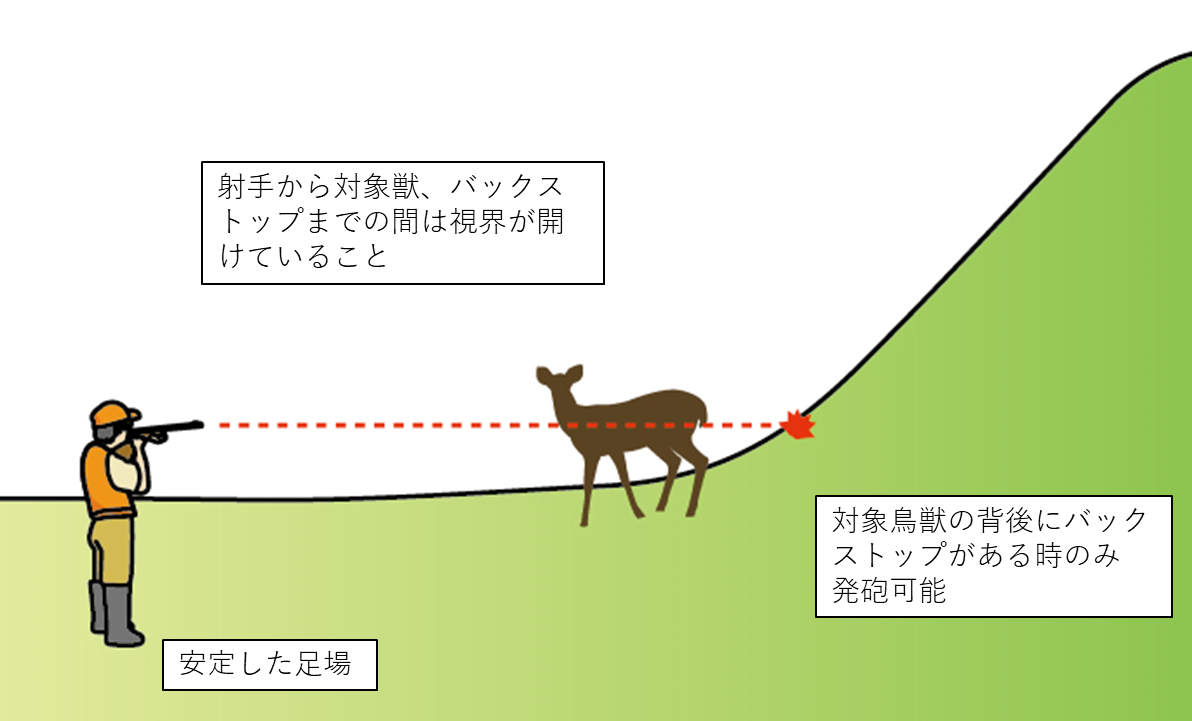 射手から対象獣、バックス
トップまでの間は視界が開
けていること
対象鳥獣の背後にバック
ストップがある時のみ
発砲可能
安定した足場